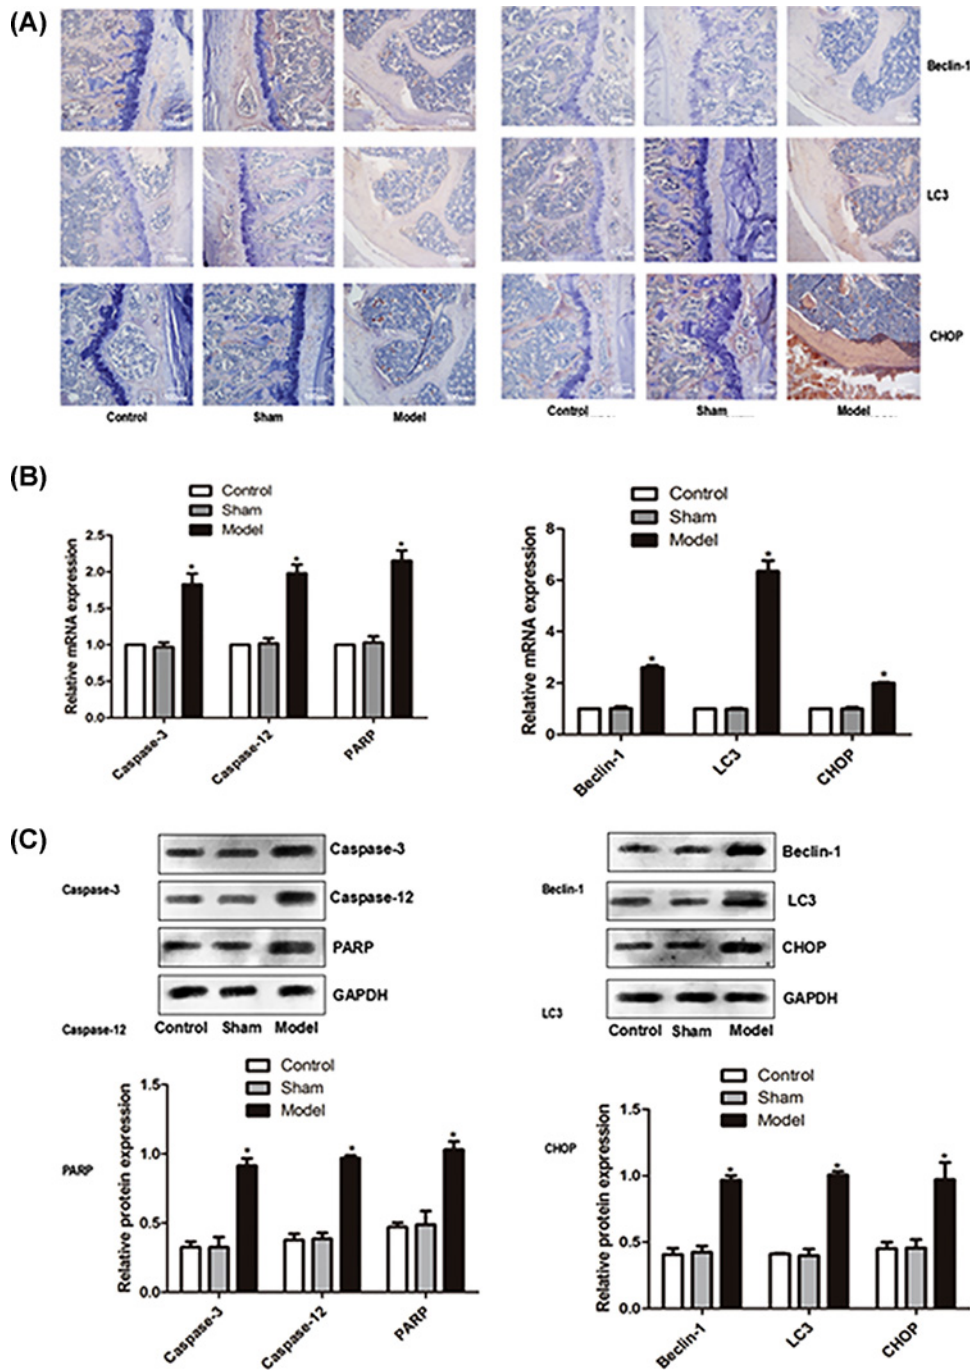 (A)
Beclin-1
LC3
CHOP
Control
Sham
Model
Control
Sham
Model
(B)
Control
Sham
Model
Relative mRNA expression
2.5
2.0
1.5
1.0
0.5
0.0
*
*
*
Caspase-3
Caspase-12
PARP
Control
Sham
Model
Relative mRNA expression
8
6
4
2
0
*
*
*
Beclin-1
LC3
CHOP
(C)
Caspase-3
Caspase-12
PARP
GAPDH
Control Sham Model
Caspase-3
Caspase-12
PARP
Beclin-1
LC3
CHOP
GAPDH
Control Sham Model
Beclin-1
LC3
CHOP
Control
Sham
Model
Relative protein expression
1.5
1.0
0.5
0.0
*
*
*
Caspase-3
Caspase-12
PARP
Control
Sham
Model
Relative protein expression
1.5
1.0
0.5
0.0
*
*
*
Beclin-1
LC3
CHOP